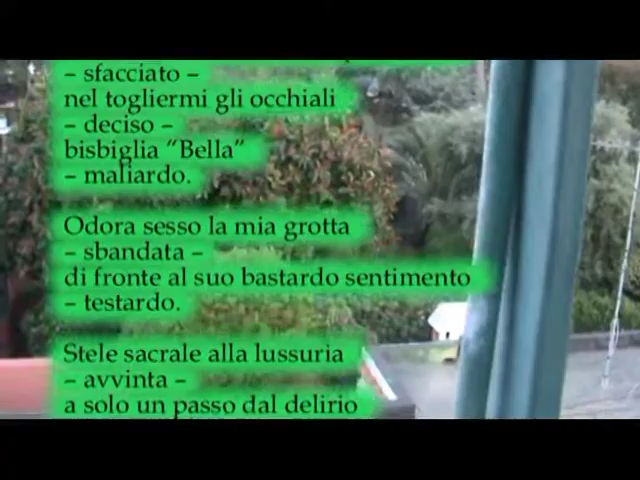 – sfacciato –
nel togliermi gli occhiali
– deciso –
bisbiglia “Bella”
– maliardo.
Odora sesso la mia grotta
– sbandata –
di fronte al suo bastardo sentimento
– testardo.
Stele sacrale alla lussuria
– avvinta –
a solo un passo dal delirio